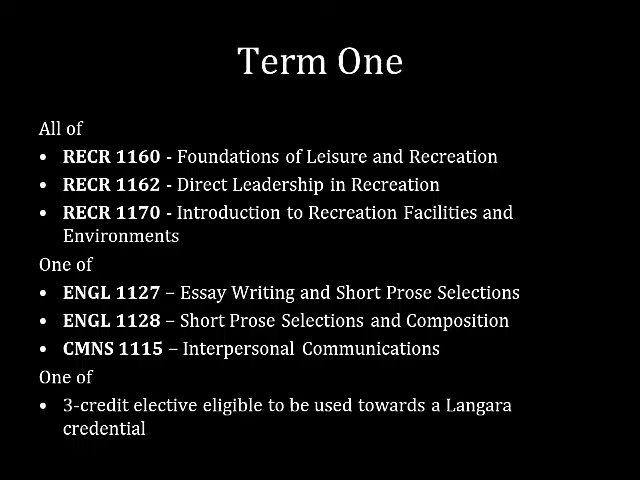 Term One
All of
• RECR 1160 - Foundations of Leisure and Recreation
• RECR 1162 - Direct Leadership in Recreation
• RECR 1170 - Introduction to Recreation Facilities and
Environments
One of
• ENGL 1127 – Essay Writing and Short Prose Selections
• ENGL 1128 – Short Prose Selections and Composition
• CMNS 1115 – Interpersonal Communications
One of
• 3-credit elective eligible to be used towards a Langara
credential